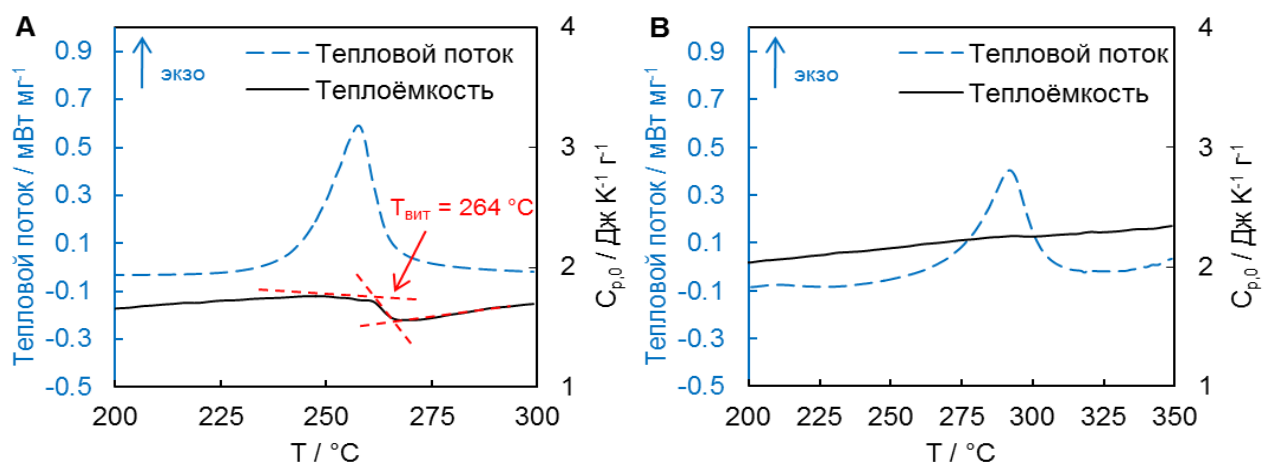 A
Тепловой поток / мВт мг⁻¹
0.9
0.7
0.5
0.3
0.1
-0.1
-0.3
-0.5
экзо
Тепловой поток
Теплоёмкость
Tвит = 264 °C
4
3
2
1
Cp,0 / Дж K⁻¹ г⁻¹
200 225 250 275 300
T / °C
B
Тепловой поток / мВт мг⁻¹
0.9
0.7
0.5
0.3
0.1
-0.1
-0.3
-0.5
экзо
Тепловой поток
Теплоёмкость
4
3
2
1
Cp,0 / Дж K⁻¹ г⁻¹
200 225 250 275 300 325 350
T / °C